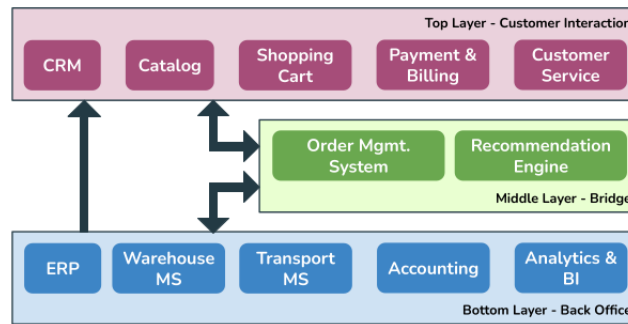 Top Layer - Customer Interaction
CRM
Catalog
Shopping
Cart
Payment &
Billing
Customer
Service
Order Mgmt.
System
Recommendation
Engine
Middle Layer - Bridge
ERP
Warehouse
MS
Transport
MS
Accounting
Analytics &
BI
Bottom Layer - Back Office